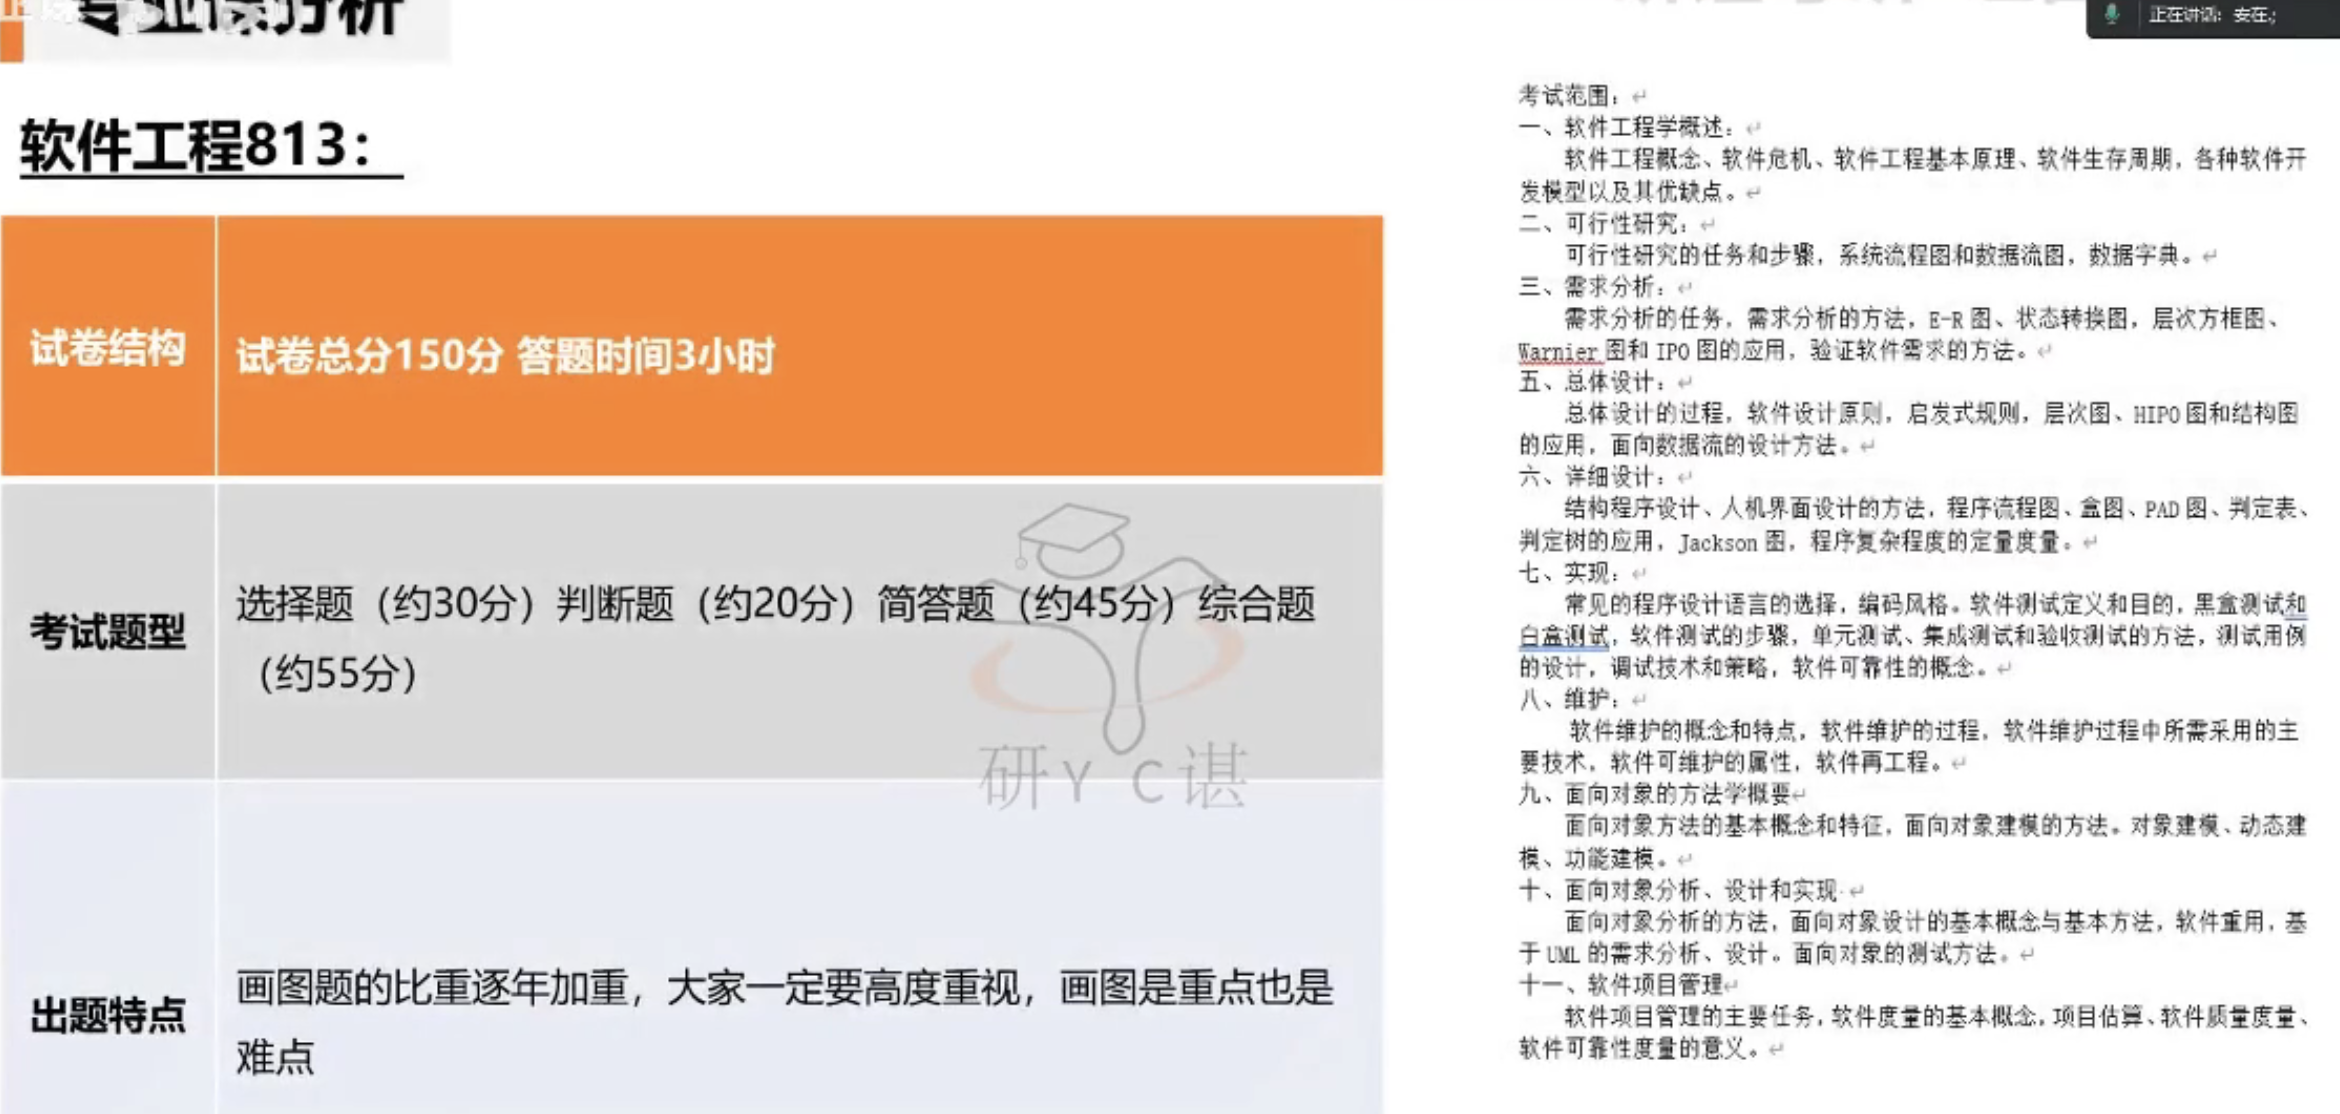 专业课分析
正在讲话：安在.;
软件工程813：
试卷结构
试卷总分150分 答题时间3小时
考试题型
选择题（约30分）判断题（约20分）简答题（约45分）综合题
（约55分）
研YC谌
出题特点
画图题的比重逐年加重，大家一定要高度重视，画图是重点也是
难点
考试范围：
一、软件工程学概述：
软件工程概念、软件危机、软件工程基本原理、软件生存周期，各种软件开
发模型以及其优缺点。
二、可行性研究：
可行性研究的任务和步骤，系统流程图和数据流图，数据字典。
三、需求分析：
需求分析的任务，需求分析的方法，E-R 图、状态转换图，层次方框图、
Warnier 图和 IPO 图的应用，验证软件需求的方法。
五、总体设计：
总体设计的过程，软件设计原则，启发式规则，层次图、HIPO 图和结构图
的应用，面向数据流的设计方法。
六、详细设计：
结构程序设计、人机界面设计的方法，程序流程图、盒图、PAD 图、判定表、
判定树的应用，Jackson 图，程序复杂程度的定量度量。
七、实现：
常见的程序设计语言的选择，编码风格。软件测试定义和目的，黑盒测试和
白盒测试，软件测试的步骤，单元测试、集成测试和验收测试的方法，测试用例
的设计，调试技术和策略，软件可靠性的概念。
八、维护：
软件维护的概念和特点，软件维护的过程，软件维护过程中所需采用的主
要技术，软件可维护的属性，软件再工程。
九、面向对象的方法学概要
面向对象方法的基本概念和特征，面向对象建模的方法。对象建模、动态建
模、功能建模。
十、面向对象分析、设计和实现
面向对象分析的方法，面向对象设计的基本概念与基本方法，软件重用，基
于 UML 的需求分析、设计。面向对象的测试方法。
十一、软件项目管理
软件项目管理的主要任务，软件度量的基本概念，项目估算、软件质量度量、
软件可靠性度量的意义。